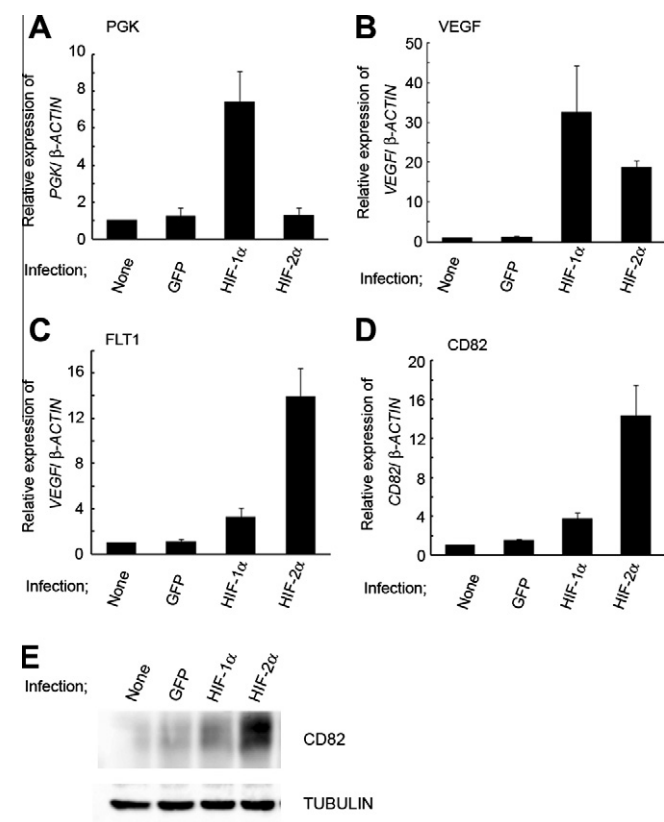 A
PGK
Relative expression of
PGK/ β-ACTIN
10
8
6
4
2
0
Infection;
None
GFP
HIF-1α
HIF-2α
B
VEGF
Relative expression of
VEGF/ β-ACTIN
50
40
30
20
10
0
Infection;
None
GFP
HIF-1α
HIF-2α
C
FLT1
Relative expression of
VEGF/ β-ACTIN
16
12
8
4
0
Infection;
None
GFP
HIF-1α
HIF-2α
D
CD82
Relative expression of
CD82/ β-ACTIN
20
16
12
8
4
0
Infection;
None
GFP
HIF-1α
HIF-2α
E
Infection;
None
GFP
HIF-1α
HIF-2α
CD82
TUBULIN